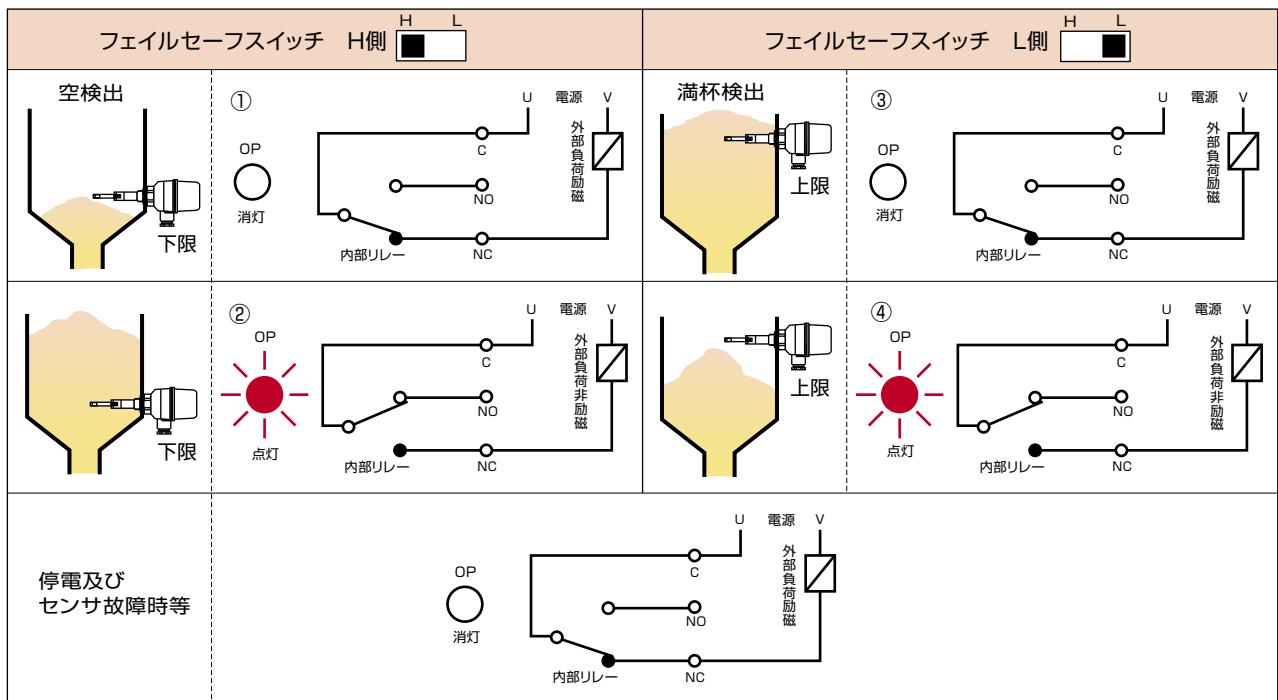 フェイルセーフスイッチ H側
H L
フェイルセーフスイッチ L側
H L
空検出
下限
①
OP
消灯
U 電源 V
C
NO
内部リレー
NC
外部負荷励磁
満杯検出
上限
③
OP
消灯
U 電源 V
C
NO
内部リレー
NC
外部負荷励磁
下限
②
OP
点灯
U 電源 V
C
NO
内部リレー
NC
外部負荷非励磁
上限
④
OP
点灯
U 電源 V
C
NO
内部リレー
NC
外部負荷非励磁
停電及び
センサ故障時等
OP
消灯
U 電源 V
C
NO
内部リレー
NC
外部負荷励磁